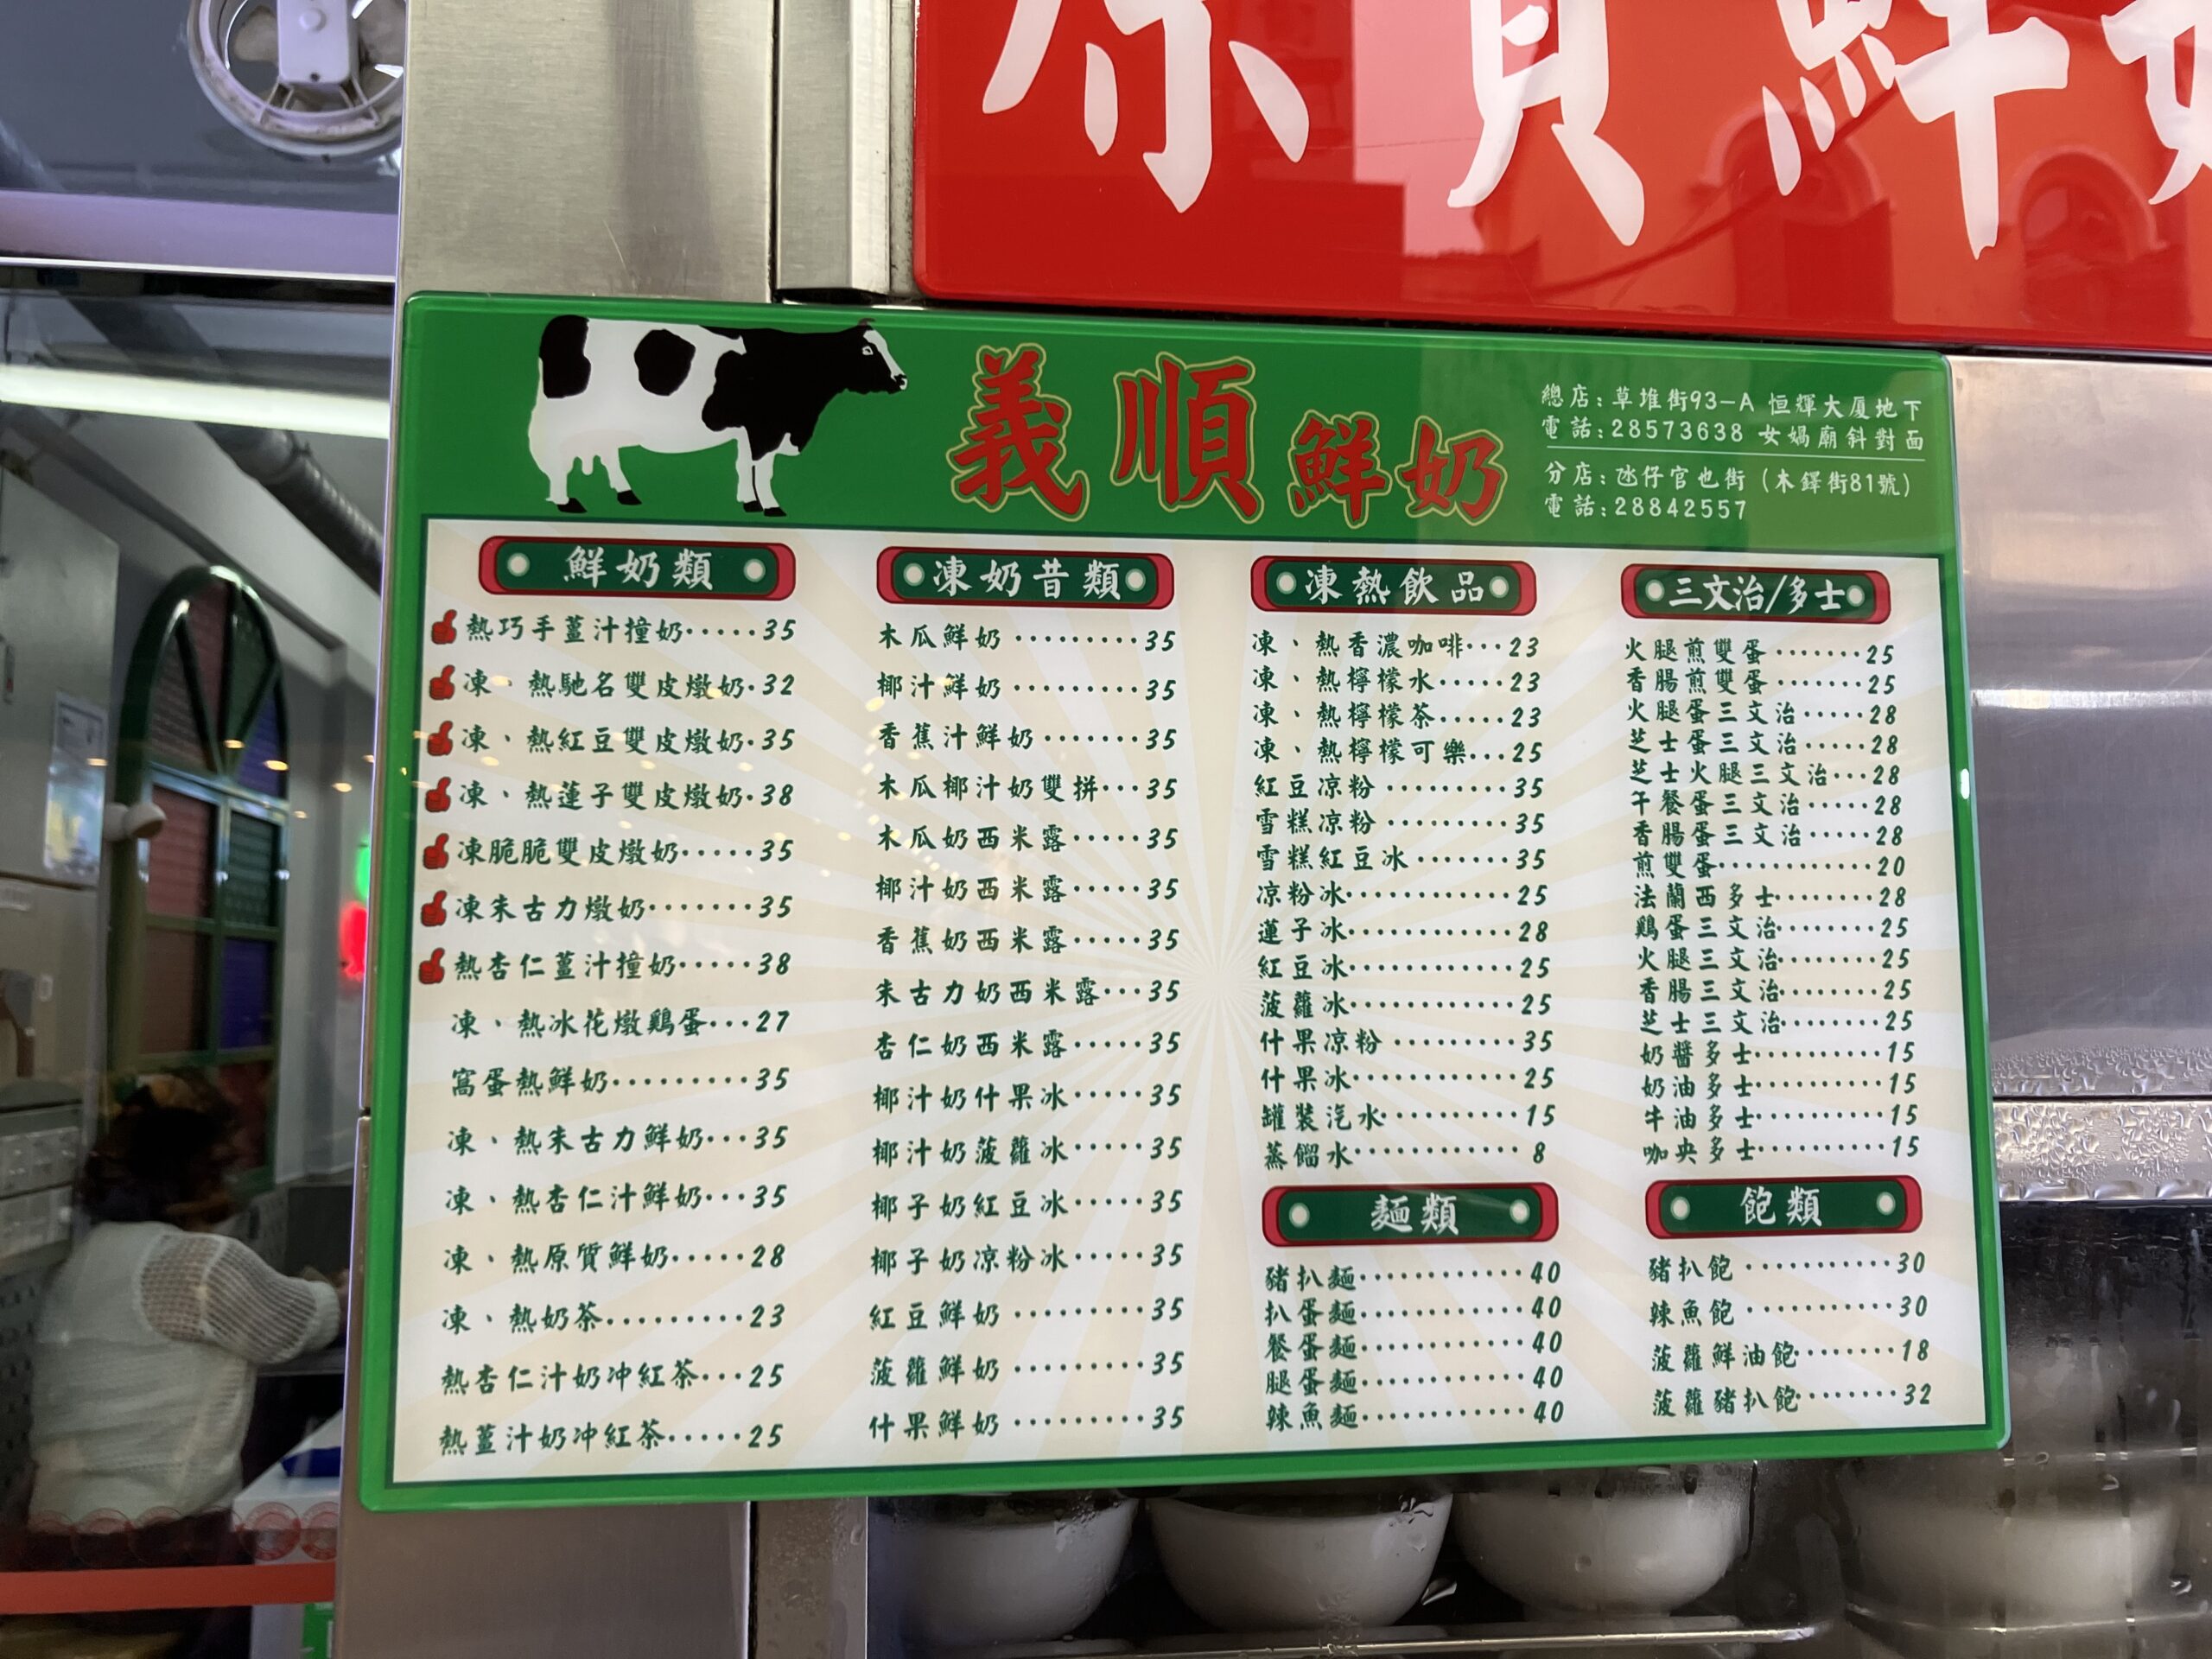 原質鮮奶
義順鮮奶
總店:草堆街93-A 恒輝大厦地下
電話:28573638 女媧廟斜對面
分店:氹仔官也街 (木鐸街81號)
電話:28842557
鮮奶類
熱巧手薑汁撞奶·····35
凍、熱馳名雙皮燉奶·32
凍、熱紅豆雙皮燉奶·35
凍、熱蓮子雙皮燉奶·38
凍脆脆雙皮燉奶·····35
凍朱古力燉奶·······35
熱杏仁薑汁撞奶·····38
凍、熱冰花燉鷄蛋···27
窩蛋熱鮮奶·········35
凍、熱朱古力鮮奶···35
凍、熱杏仁汁鮮奶···35
凍、熱原質鮮奶·····28
凍、熱奶茶·········23
熱杏仁汁奶冲紅茶···25
熱薑汁奶冲紅茶·····25
凍奶昔類
木瓜鮮奶·········35
椰汁鮮奶·········35
香蕉汁鮮奶·······35
木瓜椰汁奶雙拼···35
木瓜奶西米露·····35
椰汁奶西米露·····35
香蕉奶西米露·····35
朱古力奶西米露···35
杏仁奶西米露·····35
椰汁奶什果冰·····35
椰汁奶菠蘿冰·····35
椰子奶紅豆冰·····35
椰子奶凉粉冰·····35
紅豆鮮奶·········35
菠蘿鮮奶·········35
什果鮮奶·········35
凍熱飲品
凍、熱香濃咖啡···23
凍、熱檸檬水·····23
凍、熱檸檬茶·····23
凍、熱檸檬可樂···25
紅豆凉粉·········35
雪糕凉粉·········35
雪糕紅豆冰·······35
凉粉冰···········25
蓮子冰···········28
紅豆冰···········25
菠蘿冰···········25
什果凉粉·········35
什果冰···········25
罐裝汽水·········15
蒸餾水···········8
麵類
豬扒麵···········40
扒蛋麵···········40
餐蛋麵···········40
腿蛋麵···········40
辣魚麵···········40
三文治/多士
火腿煎雙蛋·······25
香腸煎雙蛋·······25
火腿蛋三文治·····28
芝士蛋三文治·····28
芝士火腿三文治···28
午餐蛋三文治·····28
香腸蛋三文治·····28
煎雙蛋···········20
法蘭西多士·······28
鷄蛋三文治·······25
火腿三文治·······25
香腸三文治·······25
芝士三文治·······25
奶醬多士·········15
奶油多士·········15
牛油多士·········15
咖央多士·········15
飽類
豬扒飽···········30
辣魚飽···········30
菠蘿鮮油飽·······18
菠蘿豬扒飽·······32